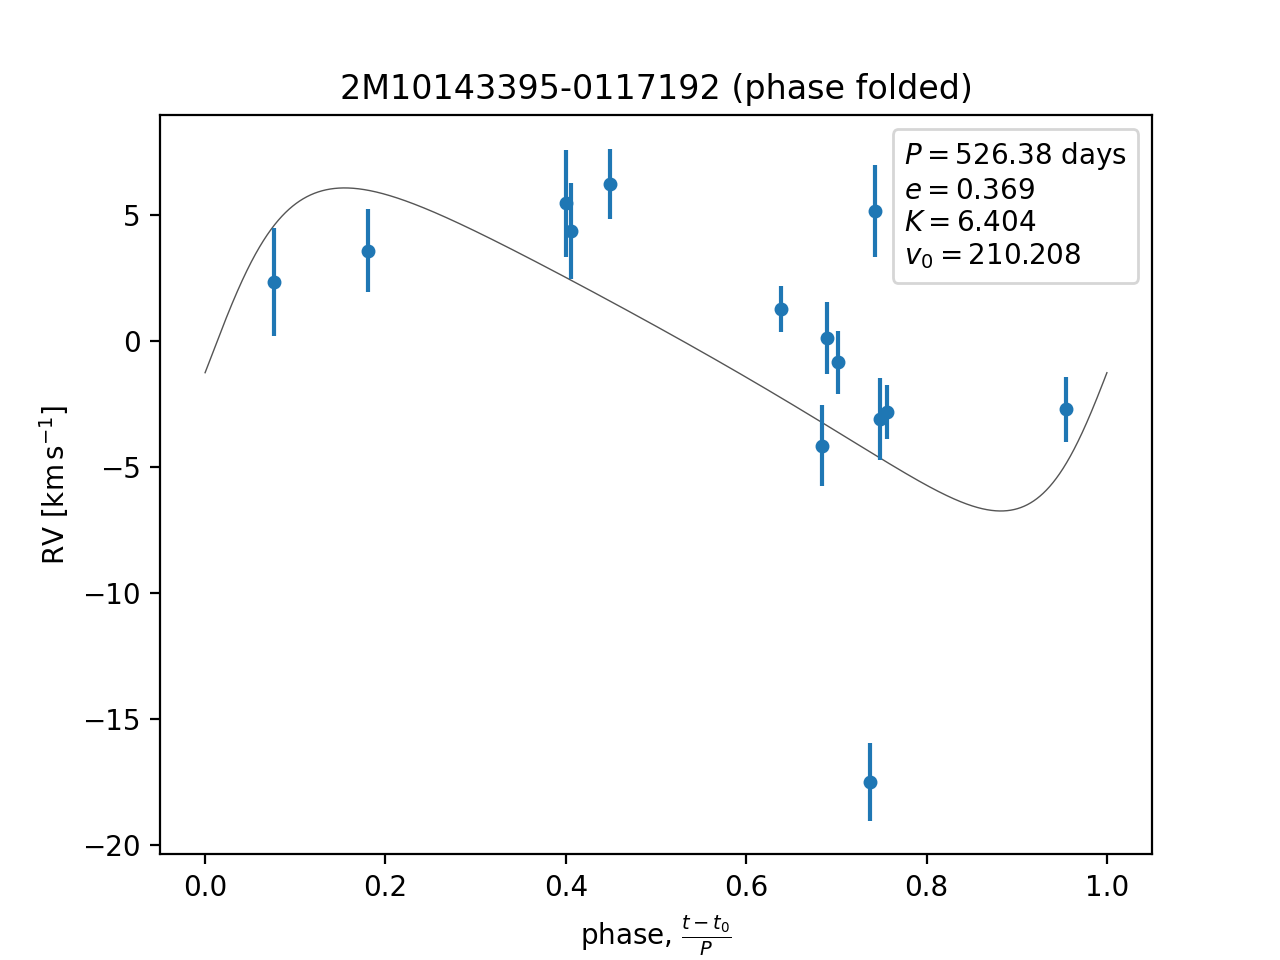 2M10143395-0117192 (phase folded)
P = 526.38 days
e = 0.369
K = 6.404
v₀ = 210.208
RV [km s⁻¹]
5
0
−5
−10
−15
−20
0.0 0.2 0.4 0.6 0.8 1.0
phase, (t − t₀)/P